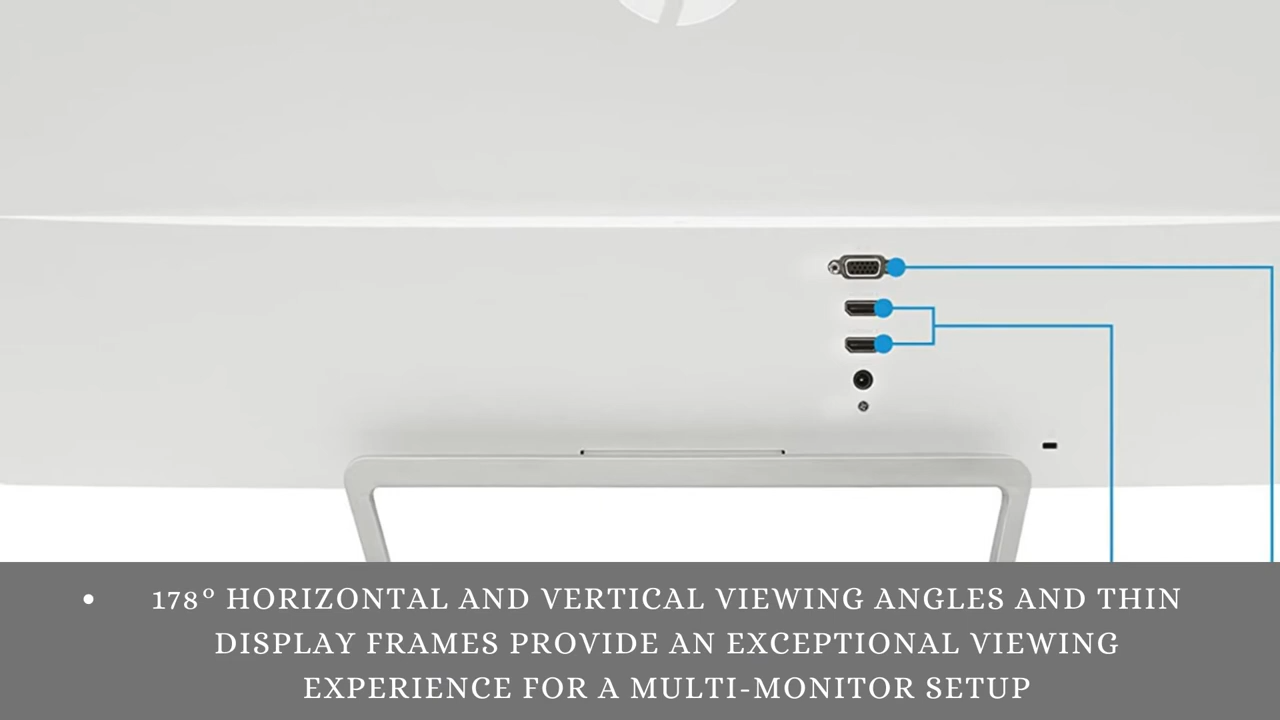 • 178° HORIZONTAL AND VERTICAL VIEWING ANGLES AND THIN
DISPLAY FRAMES PROVIDE AN EXCEPTIONAL VIEWING
EXPERIENCE FOR A MULTI-MONITOR SETUP